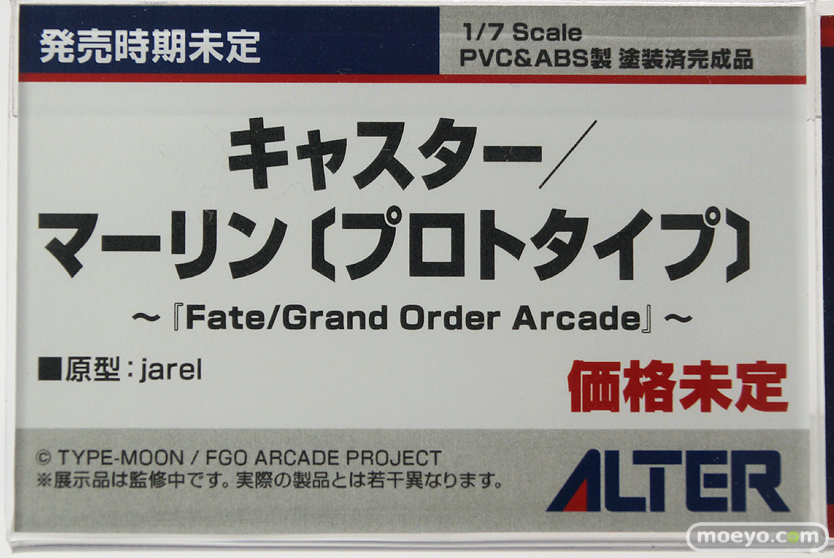 発売時期未定
1/7 Scale
PVC&ABS製 塗装済完成品
キャスター／
マーリン〔プロトタイプ〕
～『Fate/Grand Order Arcade』～
■原型：jarel
価格未定
© TYPE-MOON / FGO ARCADE PROJECT
※展示品は監修中です。実際の製品とは若干異なります。
ALTER
moeyo.com